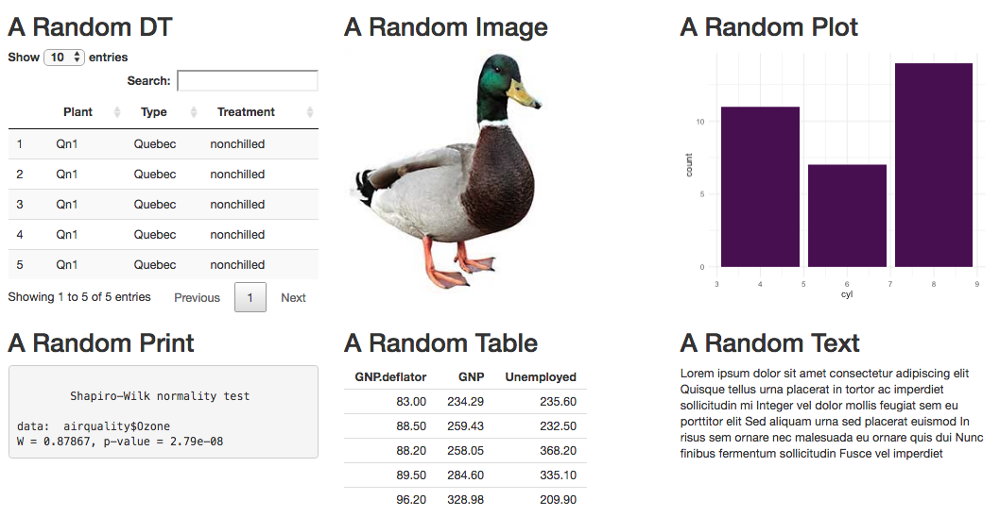 A Random DT
Show 10 entries
Search:
Plant Type Treatment
1 Qn1 Quebec nonchilled
2 Qn1 Quebec nonchilled
3 Qn1 Quebec nonchilled
4 Qn1 Quebec nonchilled
5 Qn1 Quebec nonchilled
Showing 1 to 5 of 5 entries Previous 1 Next
A Random Image
A Random Plot
count
10
5
0
3 4 5 6 7 8 9
cyl
A Random Print
Shapiro-Wilk normality test
data: airquality$Ozone
W = 0.87867, p-value = 2.79e-08
A Random Table
GNP.deflator GNP Unemployed
83.00 234.29 235.60
88.50 259.43 232.50
88.20 258.05 368.20
89.50 284.60 335.10
96.20 328.98 209.90
A Random Text
Lorem ipsum dolor sit amet consectetur adipiscing elit
Quisque tellus urna placerat in tortor ac imperdiet
sollicitudin mi Integer vel dolor mollis feugiat sem eu
porttitor elit Sed aliquam urna sed placerat euismod In
risus sem ornare nec malesuada eu ornare quis dui Nunc
finibus fermentum sollicitudin Fusce vel imperdiet